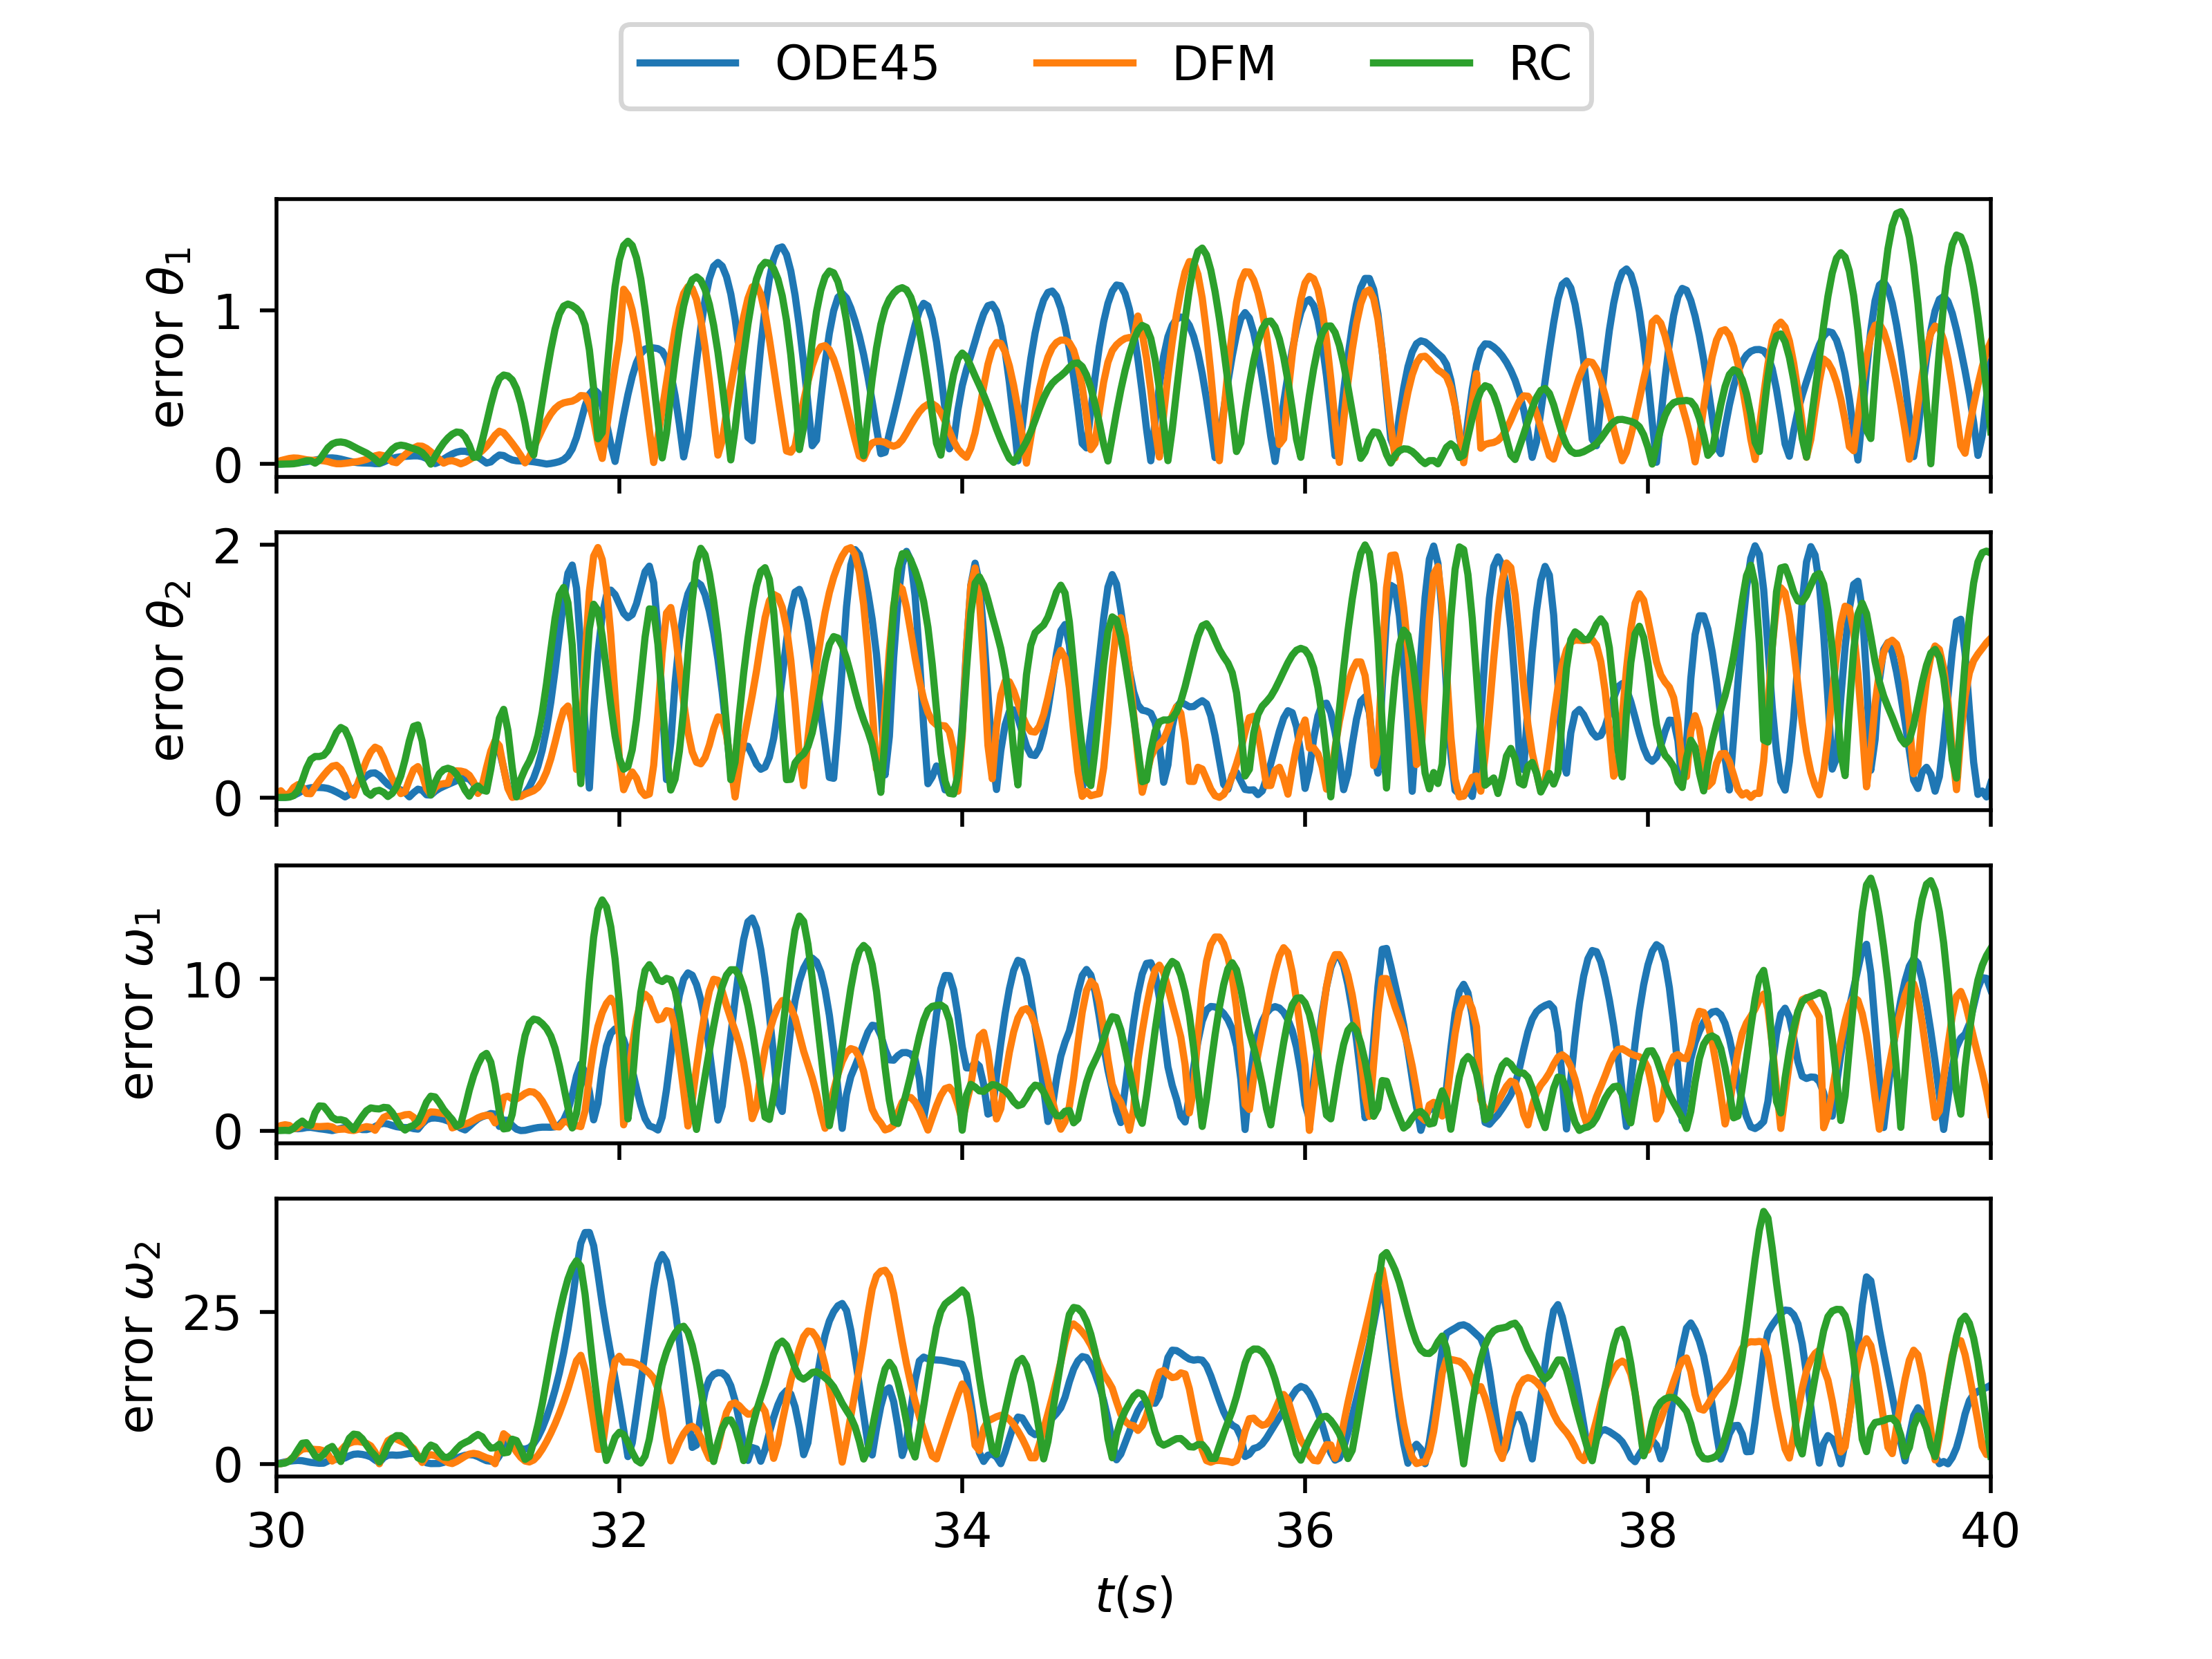 ODE45 DFM RC
error θ₁
1
0
error θ₂
2
0
error ω₁
10
0
error ω₂
25
0
30 32 34 36 38 40
t(s)